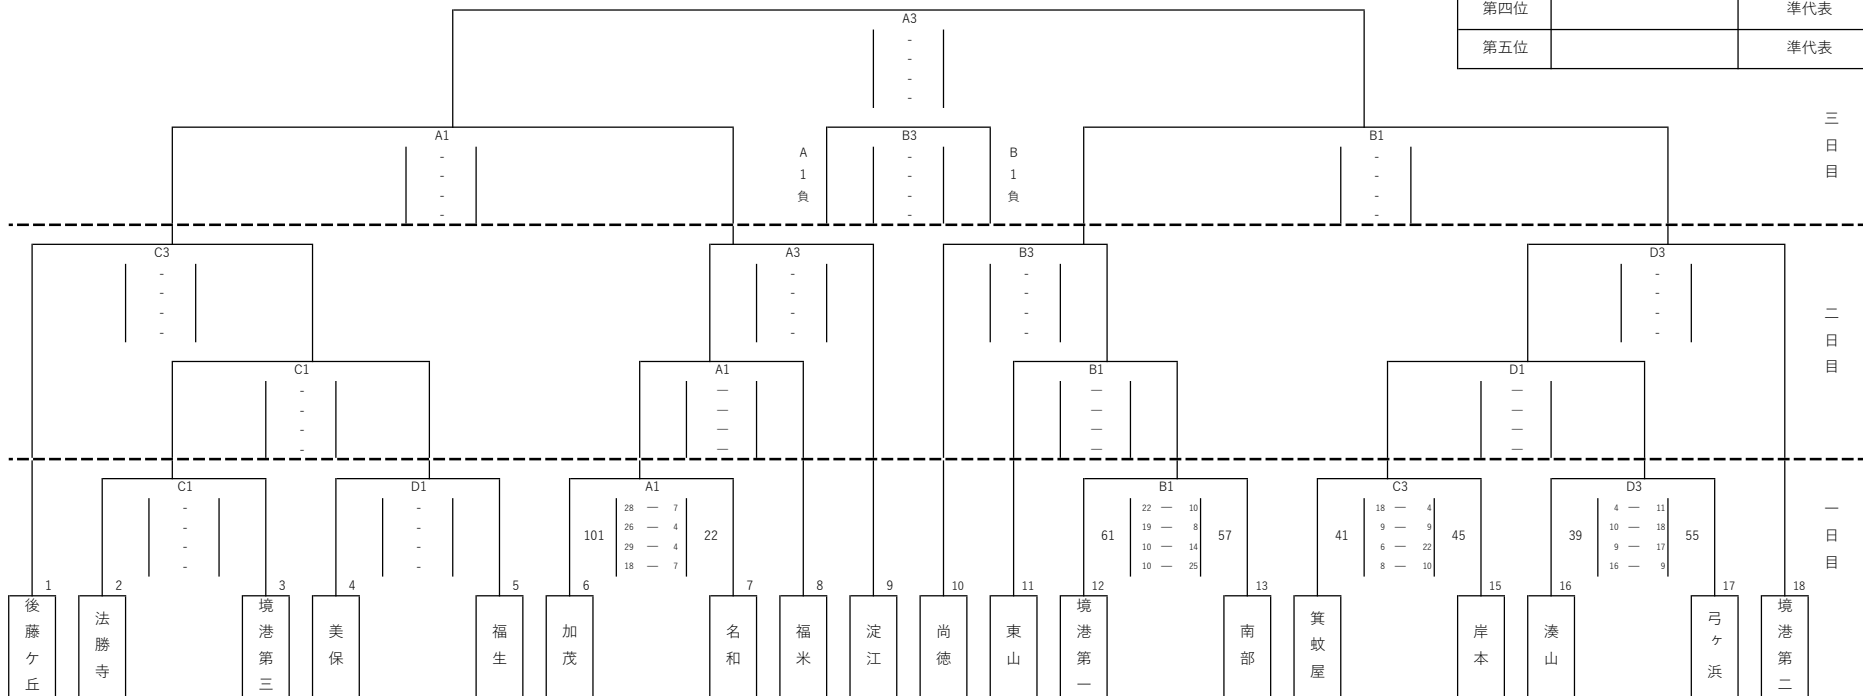 第四位 準代表
第五位 準代表
A3
-
-
-
-
A1
-
-
-
-
A1負
B3
-
-
-
-
B1負
B1
-
-
-
-
三日目
C3
-
-
-
-
A3
-
-
-
-
B3
-
-
-
-
D3
-
-
-
-
C1
-
-
-
-
A1
—
—
—
—
B1
—
—
—
—
D1
—
—
—
—
二日目
C1
-
-
-
-
D1
-
-
-
-
A1
101
28 — 7
26 — 4
29 — 4
18 — 7
22
B1
61
22 — 10
19 — 8
10 — 14
10 — 25
57
C3
41
18 — 4
9 — 9
6 — 22
8 — 10
45
D3
39
4 — 11
10 — 18
9 — 17
16 — 9
55
一日目
1 2 3 4 5 6 7 8 9 10 11 12 13 15 16 17 18
後藤ケ丘
法勝寺
境港第三
美保
福生
加茂
名和
福米
淀江
尚徳
東山
境港第一
南部
箕蚊屋
岸本
湊山
弓ヶ浜
境港第二